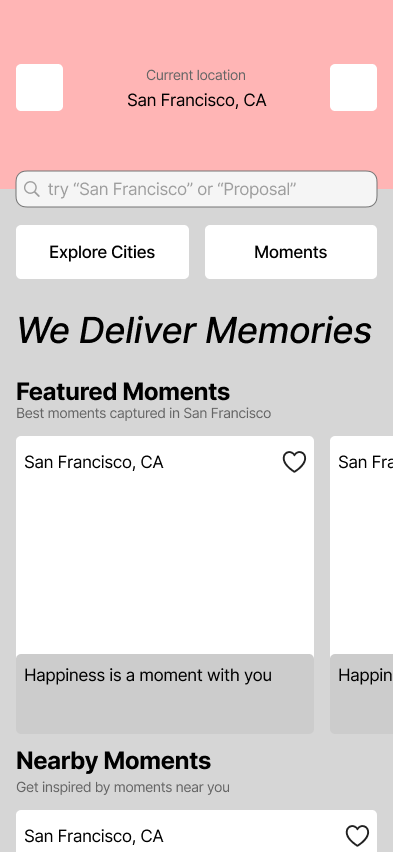 Current location
San Francisco, CA
try “San Francisco” or “Proposal”
Explore Cities
Moments
We Deliver Memories
Featured Moments
Best moments captured in San Francisco
San Francisco, CA
San Fra
Happiness is a moment with you
Happin
Nearby Moments
Get inspired by moments near you
San Francisco, CA